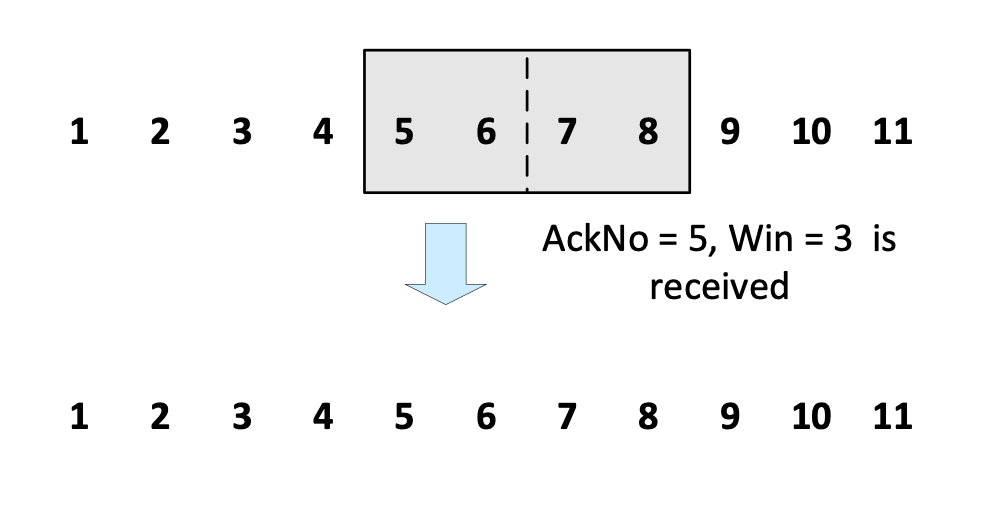 1 2 3 4 5 6 7 8 9 10 11
AckNo = 5, Win = 3 is
received
1 2 3 4 5 6 7 8 9 10 11